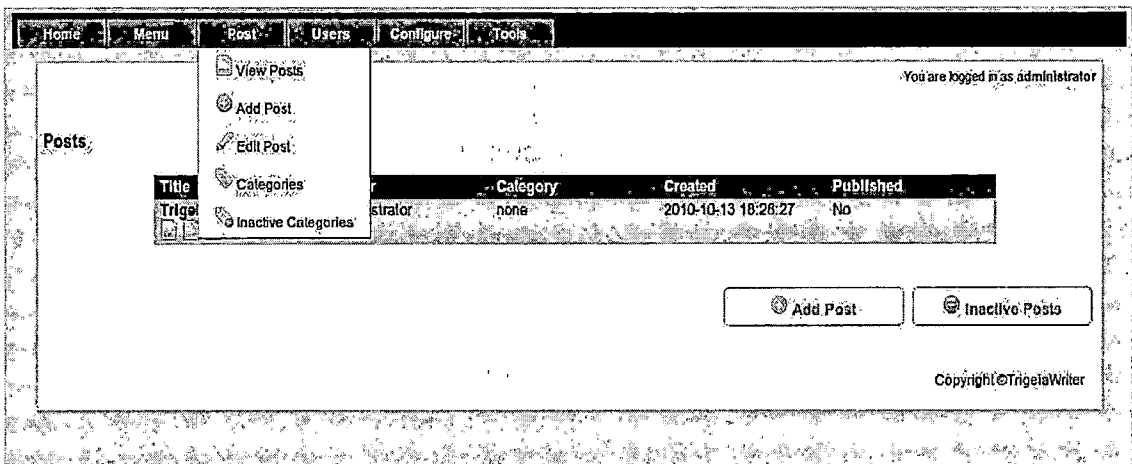 Home Menu Post Users Configure Tools
View Posts
Add Post
Edit Post
Categories
Inactive Categories
You are logged in as administrator
Posts
Title Category Created Published
none 2010-10-13 18:26:27 No
Add Post Inactive Posts
Copyright©TrigelaWriter